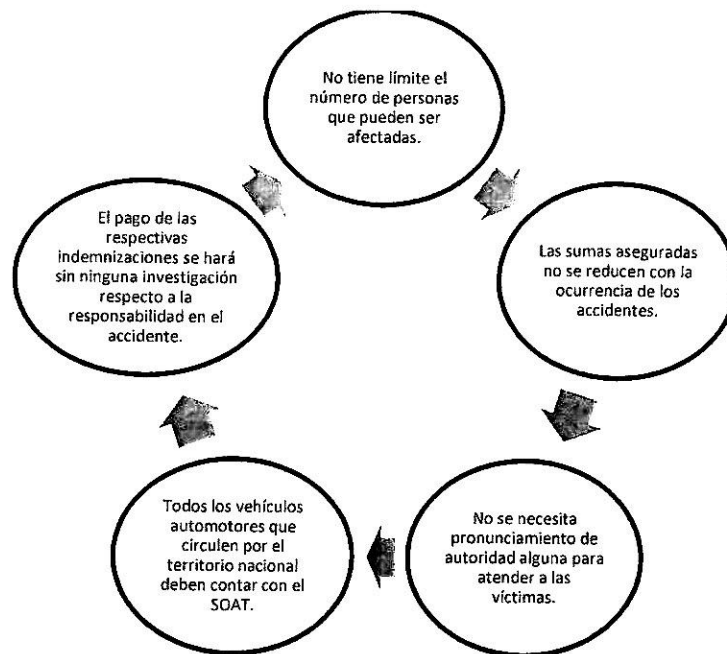 No tiene límite el
número de personas
que pueden ser
afectadas.
Las sumas aseguradas
no se reducen con la
ocurrencia de los
accidentes.
No se necesita
pronunciamiento de
autoridad alguna para
atender a las
víctimas.
Todos los vehículos
automotores que
circulen por el
territorio nacional
deben contar con el
SOAT.
El pago de las
respectivas
indemnizaciones se hará
sin ninguna investigación
respecto a la
responsabilidad en el
accidente.